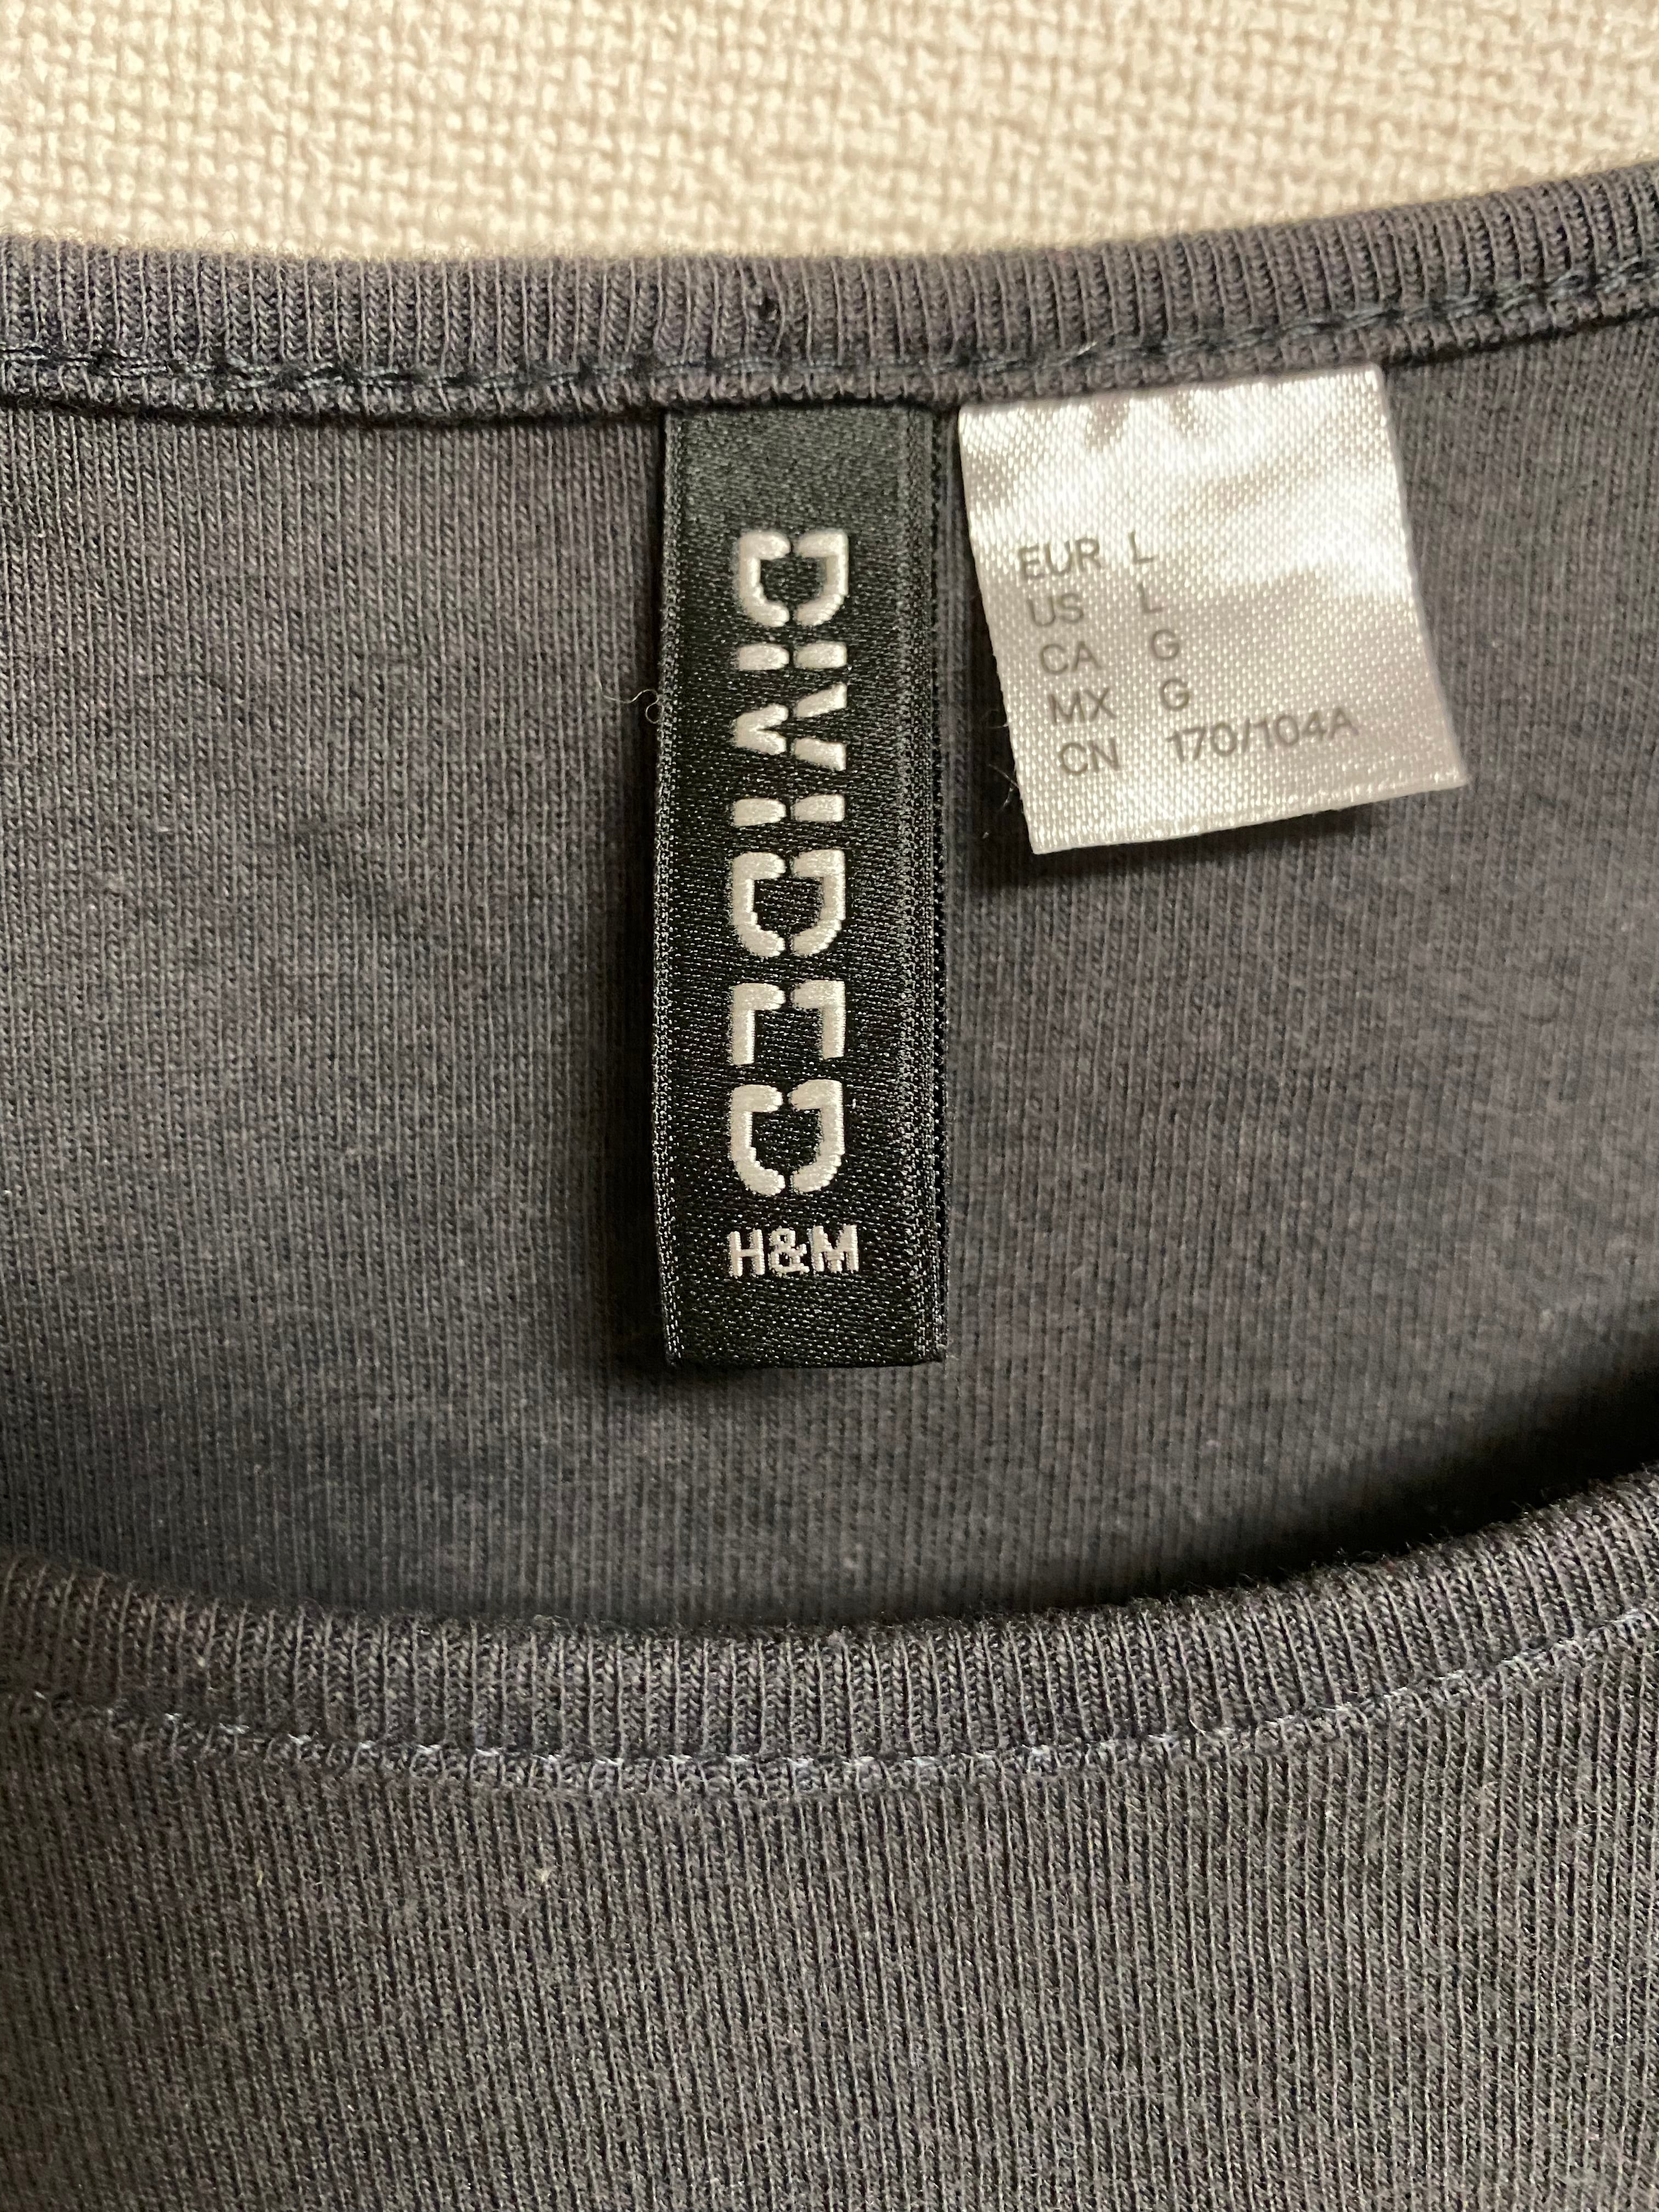 DIVIDED
H&M
EUR L
US L
CA G
MX G
CN 170/104A